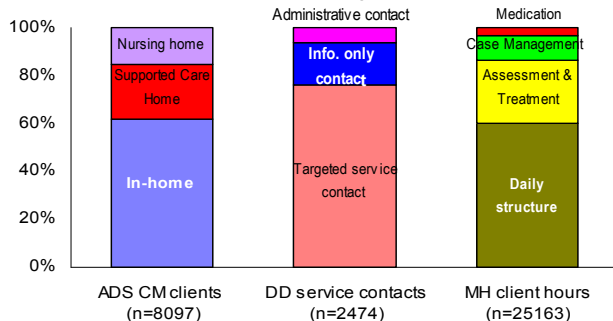 Administrative contact
Medication
100%
80%
60%
40%
20%
0%
Nursing home
Supported Care
Home
In-home
Info. only
contact
Targeted service
contact
Case Management
Assessment &
Treatment
Daily
structure
ADS CM clients
(n=8097)
DD service contacts
(n=2474)
MH client hours
(n=25163)